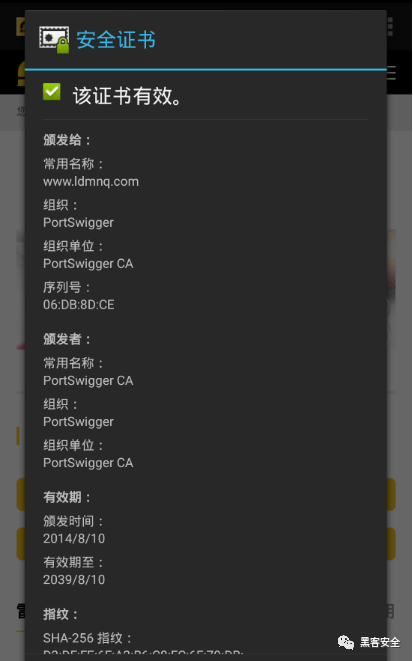 安全证书
该证书有效。
颁发给：
常用名称：
www.ldmnq.com
组织：
PortSwigger
组织单位：
PortSwigger CA
序列号：
06:DB:8D:CE
颁发者：
常用名称：
PortSwigger CA
组织：
PortSwigger
组织单位：
PortSwigger CA
有效期：
颁发时间：
2014/8/10
有效期至：
2039/8/10
指纹：
SHA-256 指纹：
黑客安全